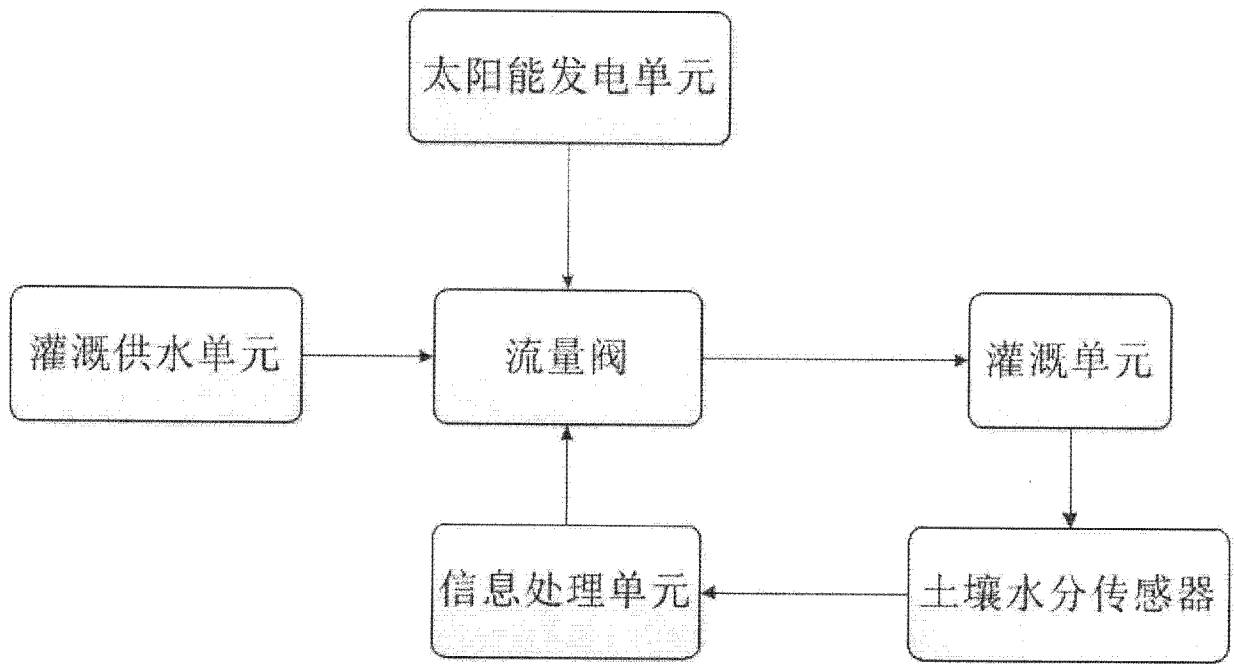 太阳能发电单元
灌溉供水单元
流量阀
灌溉单元
信息处理单元
土壤水分传感器